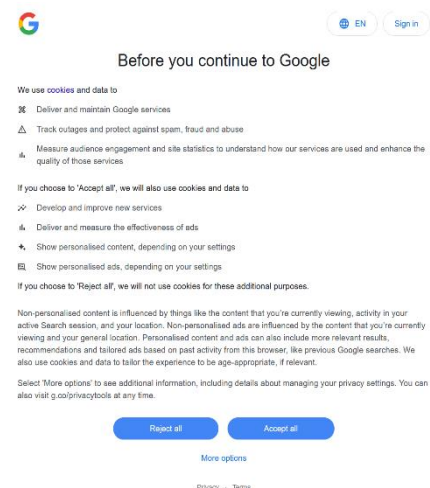 EN
Sign in
Before you continue to Google
We use cookies and data to
Deliver and maintain Google services
Track outages and protect against spam, fraud and abuse
Measure audience engagement and site statistics to understand how our services are used and enhance the
quality of those services
If you choose to 'Accept all', we will also use cookies and data to
Develop and improve new services
Deliver and measure the effectiveness of ads
Show personalised content, depending on your settings
Show personalised ads, depending on your settings
If you choose to 'Reject all', we will not use cookies for these additional purposes.
Non-personalised content is influenced by things like the content that you're currently viewing, activity in your
active Search session, and your location. Non-personalised ads are influenced by the content that you're currently
viewing and your general location. Personalised content and ads can also include more relevant results,
recommendations and tailored ads based on past activity from this browser, like previous Google searches. We
also use cookies and data to tailor the experience to be age-appropriate, if relevant.
Select 'More options' to see additional information, including details about managing your privacy settings. You can
also visit g.co/privacytools at any time.
Reject all
Accept all
More options
Privacy · Terms